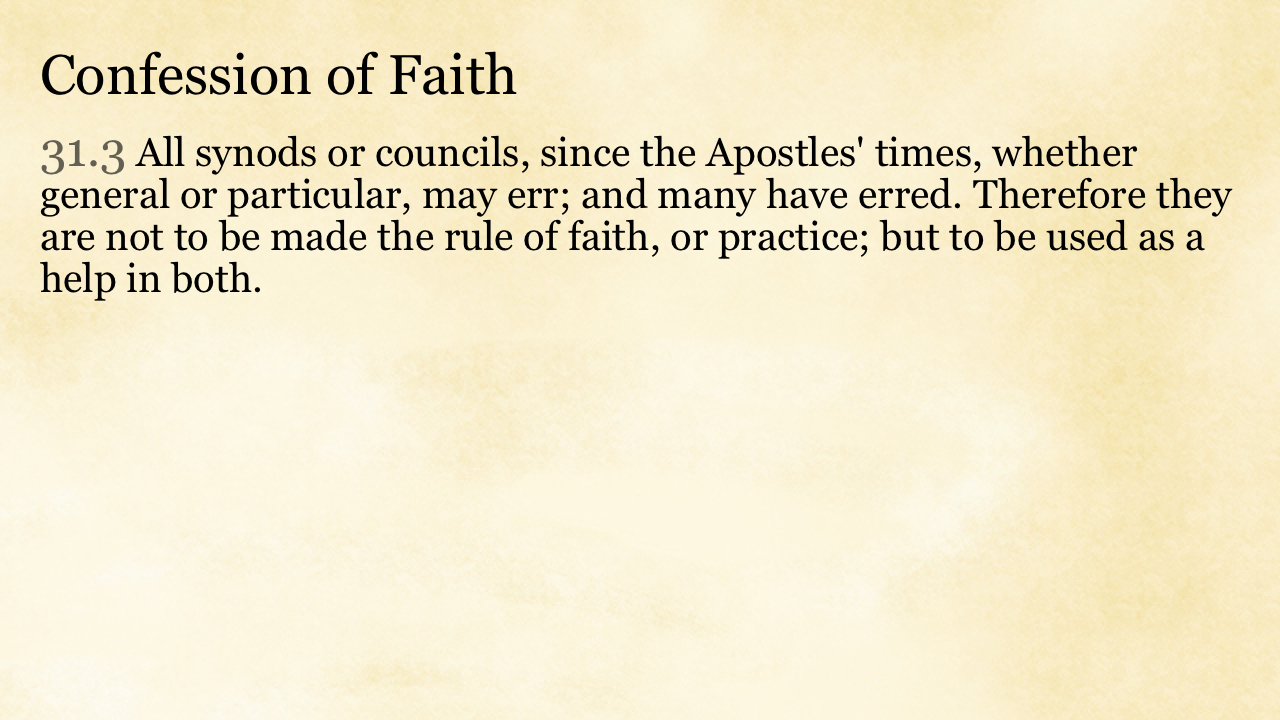 Confession of Faith
31.3 All synods or councils, since the Apostles' times, whether
general or particular, may err; and many have erred. Therefore they
are not to be made the rule of faith, or practice; but to be used as a
help in both.